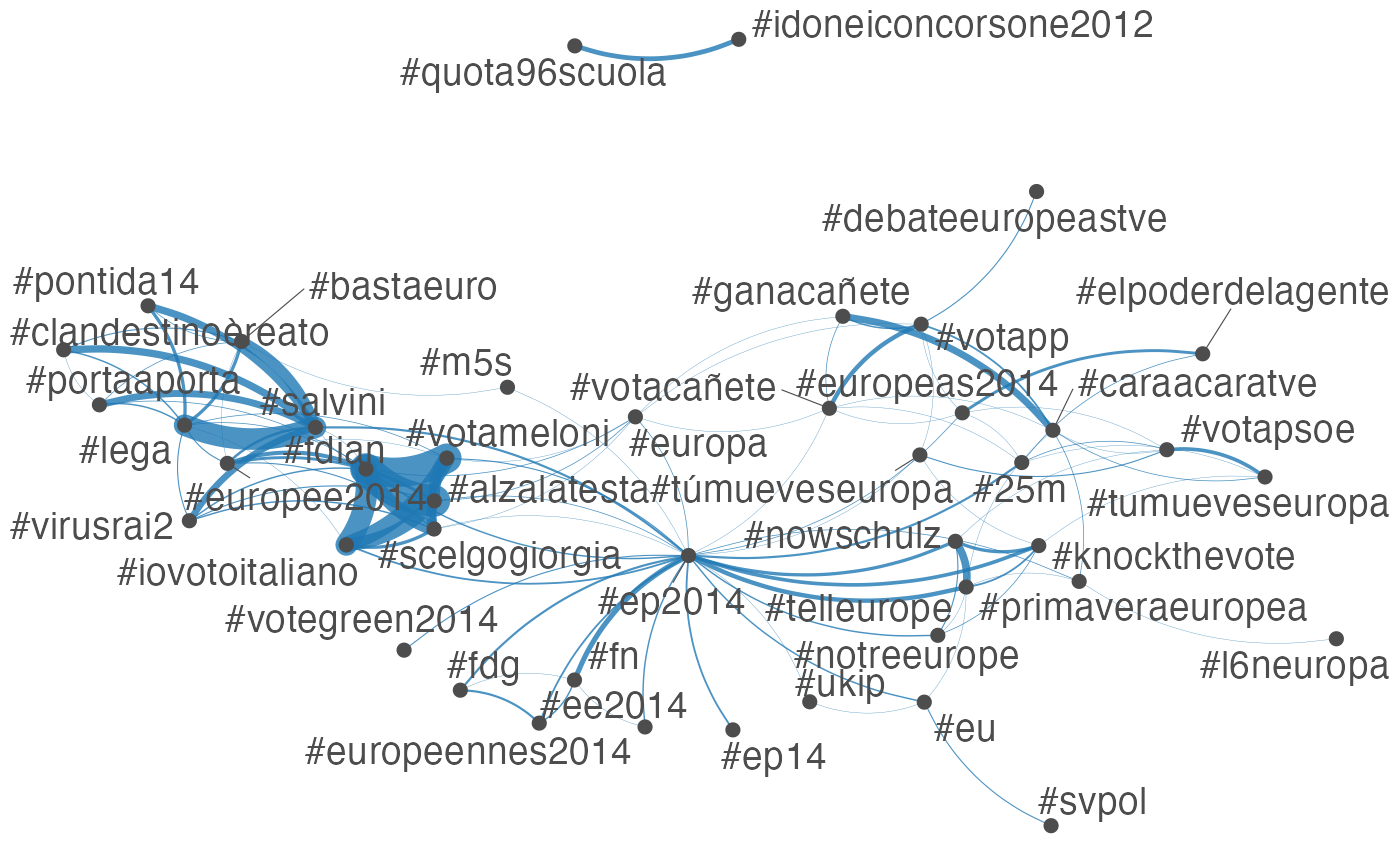 #idoneiconcorsone2012
#quota96scuola
#debateeuropeastve
#pontida14
#bastaeuro
#ganacañete
#elpoderdelagente
#clandestinoèreato
#votapp
#m5s
#portaaporta
#votacañete
#europeas2014
#caraacaratve
#salvini
#lega
#fdian
#votameloni
#europa
#votapsoe
#europee2014
#alzalatesta
#túmueveseuropa
#25m
#tumueveseuropa
#virusrai2
#nowschulz
#iovotoitaliano
#scelgogiorgia
#knockthevote
#votegreen2014
#ep2014
#telleurope
#primaveraeuropea
#fdg
#fn
#notreeurope
#l6neuropa
#ukip
#ee2014
#europeennes2014
#ep14
#eu
#svpol